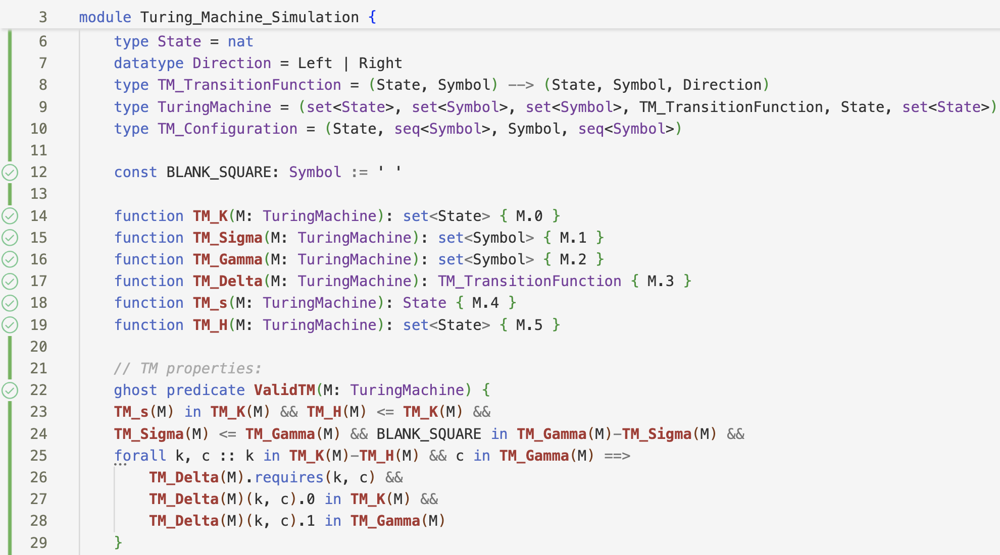 3 module Turing_Machine_Simulation {
6 type State = nat
7 datatype Direction = Left | Right
8 type TM_TransitionFunction = (State, Symbol) --> (State, Symbol, Direction)
9 type TuringMachine = (set<State>, set<Symbol>, set<Symbol>, TM_TransitionFunction, State, set<State>)
10 type TM_Configuration = (State, seq<Symbol>, Symbol, seq<Symbol>)
11
12 const BLANK_SQUARE: Symbol := ' '
13
14 function TM_K(M: TuringMachine): set<State> { M.0 }
15 function TM_Sigma(M: TuringMachine): set<Symbol> { M.1 }
16 function TM_Gamma(M: TuringMachine): set<Symbol> { M.2 }
17 function TM_Delta(M: TuringMachine): TM_TransitionFunction { M.3 }
18 function TM_s(M: TuringMachine): State { M.4 }
19 function TM_H(M: TuringMachine): set<State> { M.5 }
20
21 // TM properties:
22 ghost predicate ValidTM(M: TuringMachine) {
23 TM_s(M) in TM_K(M) && TM_H(M) <= TM_K(M) &&
24 TM_Sigma(M) <= TM_Gamma(M) && BLANK_SQUARE in TM_Gamma(M)-TM_Sigma(M) &&
25 forall k, c :: k in TM_K(M)-TM_H(M) && c in TM_Gamma(M) ==>
26 TM_Delta(M).requires(k, c) &&
27 TM_Delta(M)(k, c).0 in TM_K(M) &&
28 TM_Delta(M)(k, c).1 in TM_Gamma(M)
29 }